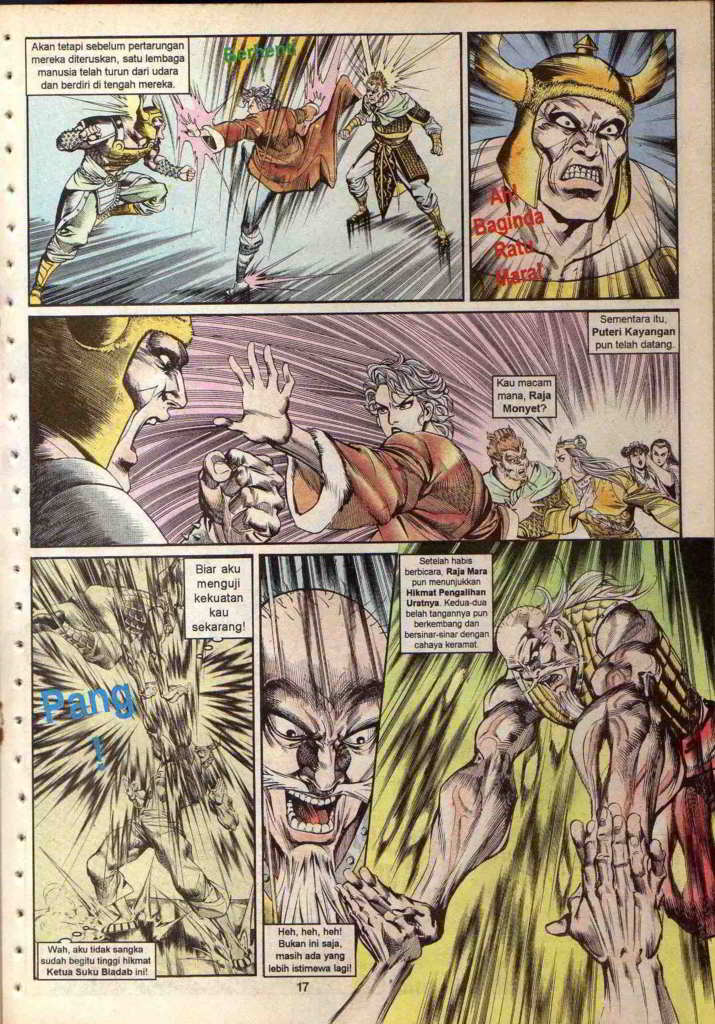 Akan tetapi sebelum pertarungan
mereka diteruskan, satu lembaga
manusia telah turun dari udara
dan berdiri di tengah mereka.
Berhenti
Ah!
Baginda
Ratu
Mara!
Sementara itu,
Puteri Kayangan
pun telah datang.
Kau macam
mana, Raja
Monyet?
Biar aku
menguji
kekuatan
kau
sekarang!
Pang
!
Wah, aku tidak sangka
sudah begitu tinggi hikmat
Ketua Suku Biadab ini!
Heh, heh, heh!
Bukan ini saja,
masih ada yang
lebih istimewa lagi!
Setelah habis
berbicara, Raja Mara
pun menunjukkan
Hikmat Pengalihan
Uratnya. Kedua-dua
belah tangannya pun
berkembang dan
bersinar-sinar dengan
cahaya keramat.
17